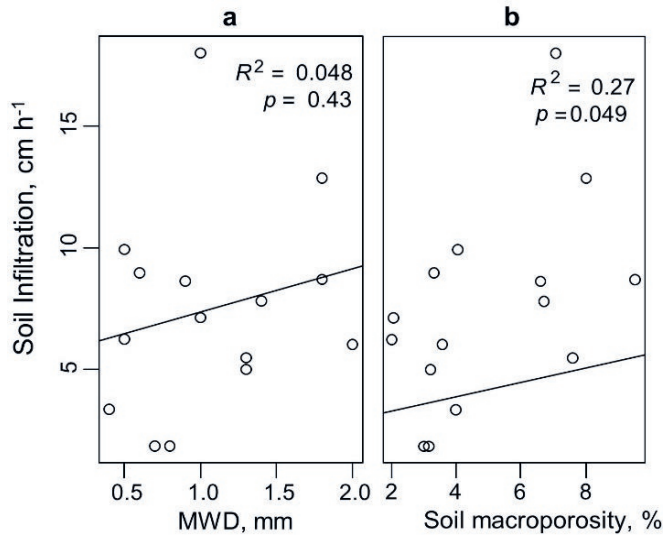 a
b
R² = 0.048
p = 0.43
R² = 0.27
p =0.049
Soil Infiltration, cm h⁻¹
15
10
5
0.5 1.0 1.5 2.0
2 4 6 8
MWD, mm
Soil macroporosity, %